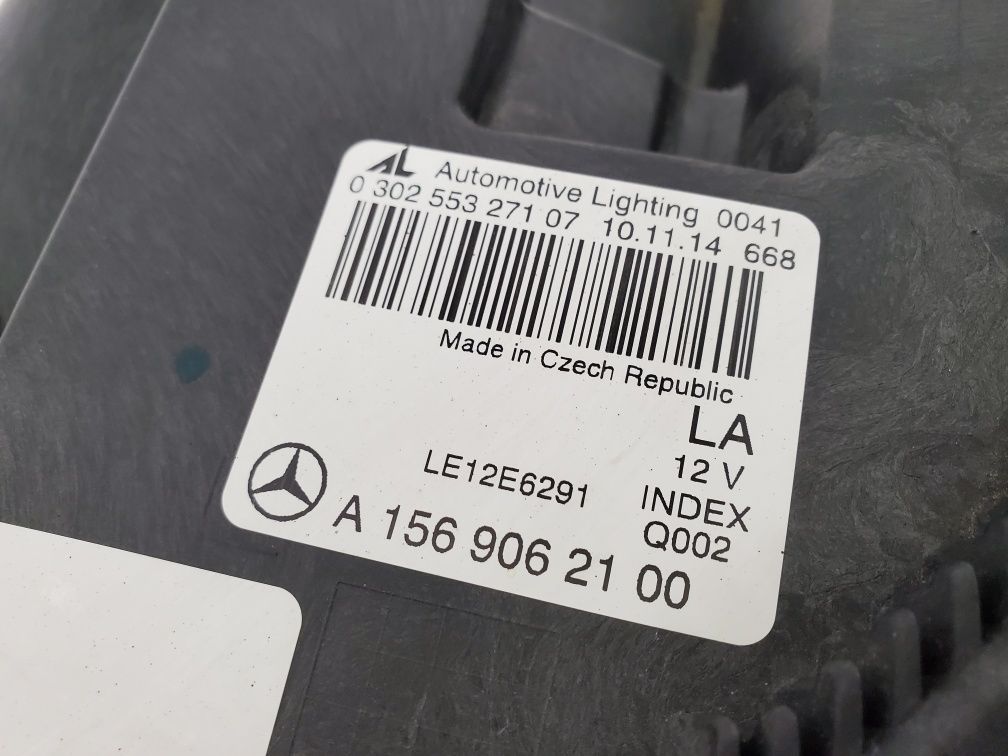 AL Automotive Lighting 0041
0 302 553 271 07 10.11.14 668
Made in Czech Republic
LA
12 V
LE12E6291 INDEX
Q002
A 156 906 21 00